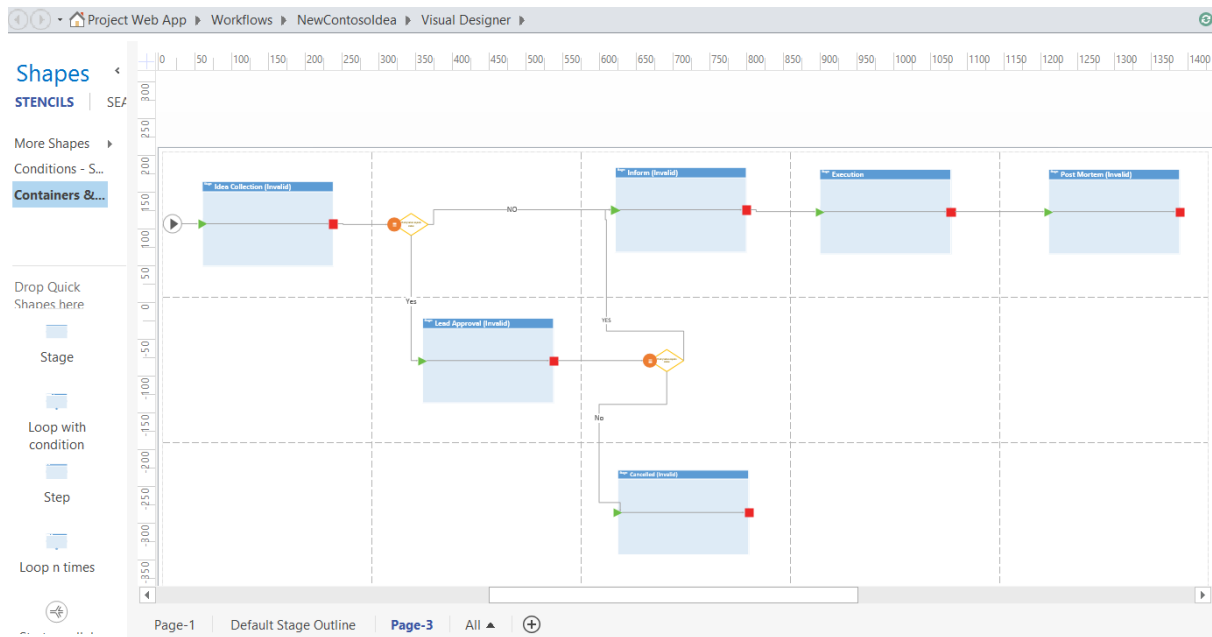 Project Web App Workflows NewContosoIdea Visual Designer
Shapes
STENCILS SEA
More Shapes
Conditions - S...
Containers &...
Drop Quick
Shapes here
Stage
Loop with
condition
Step
Loop n times
0 50 100 150 200 250 300 350 400 450 500 550 600 650 700 750 800 850 900 950 1000 1050 1100 1150 1200 1250 1300 1350 1400
300
250
200
150
100
50
0
-50
-100
-150
-200
-250
-300
-350
Idea Collection (Invalid)
Inform (Invalid)
Execution
Post Mortem (Invalid)
NO
Yes
Lead Approval (Invalid)
YES
No
Cancelled (Invalid)
Page-1 Default Stage Outline Page-3 All